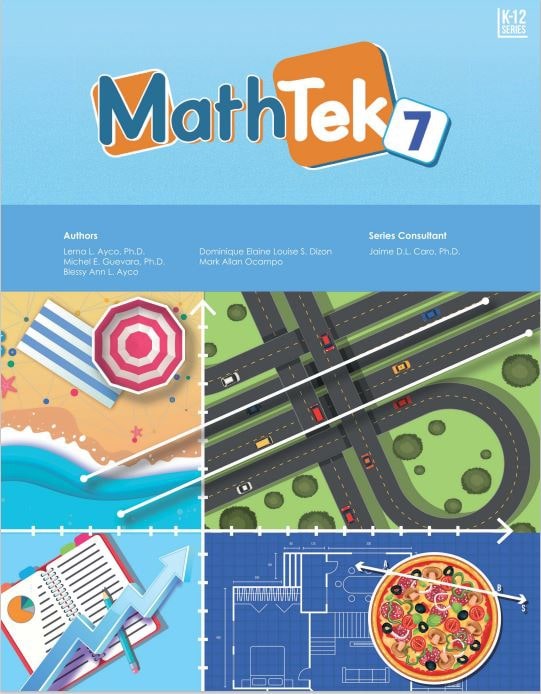 K-12
SERIES
MathTek 7
Authors
Lerna L. Ayco, Ph.D.
Michel E. Guevara, Ph.D.
Blessy Ann L. Ayco
Dominique Elaine Louise S. Dizon
Mark Allan Ocampo
Series Consultant
Jaime D.L. Caro, Ph.D.
A
B
S